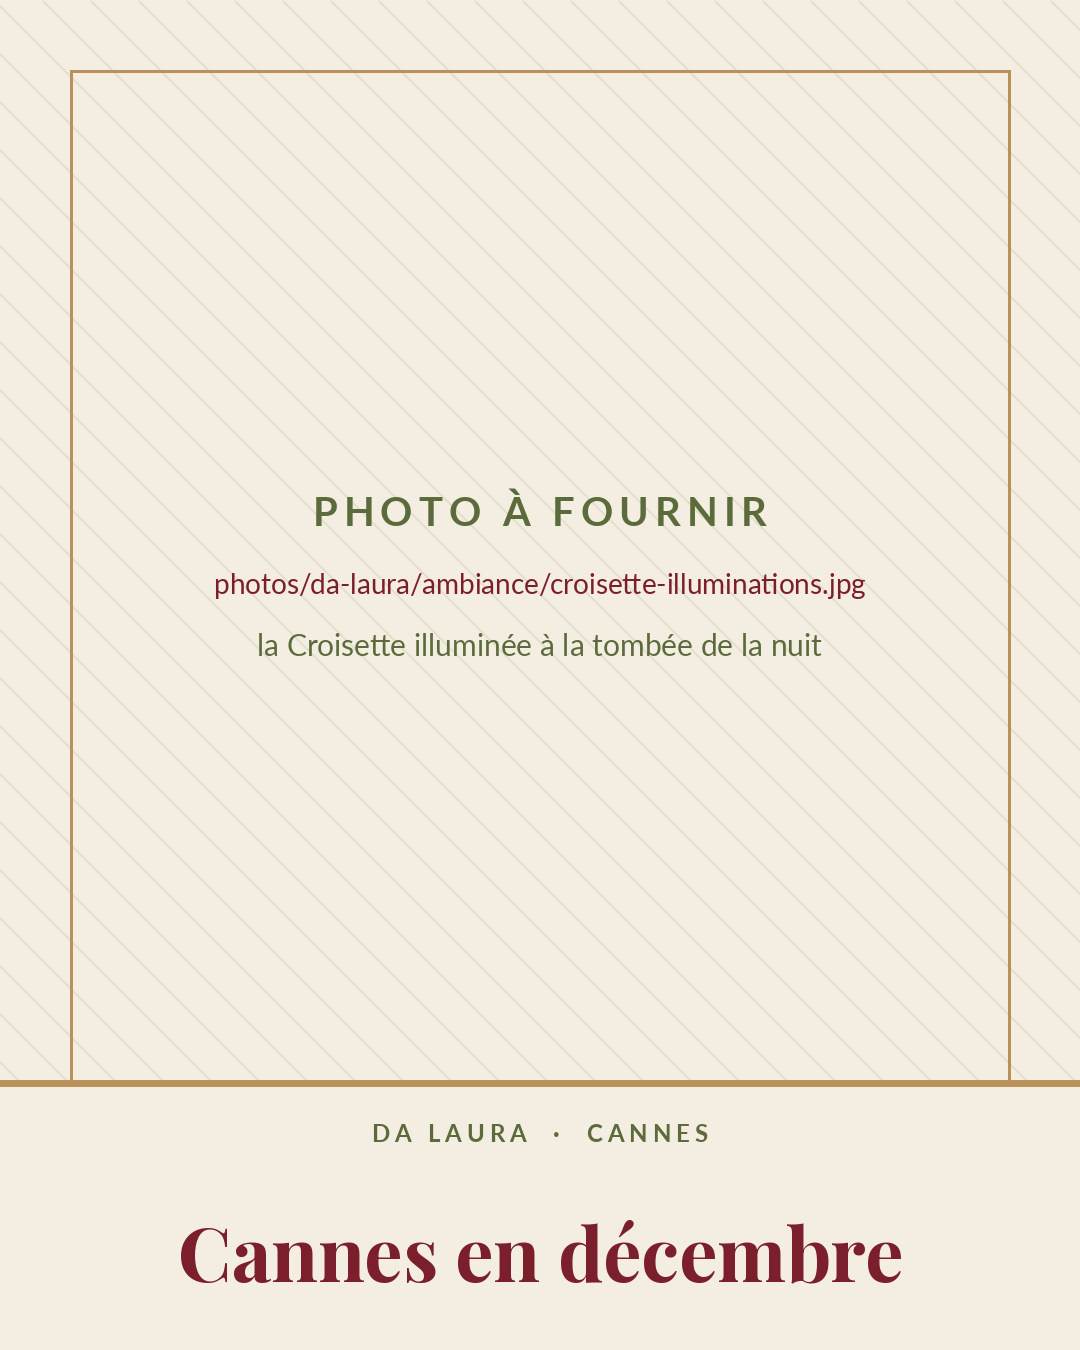 PHOTO À FOURNIR
photos/da-laura/ambiance/croisette-illuminations.jpg
la Croisette illuminée à la tombée de la nuit
DA LAURA · CANNES
Cannes en décembre